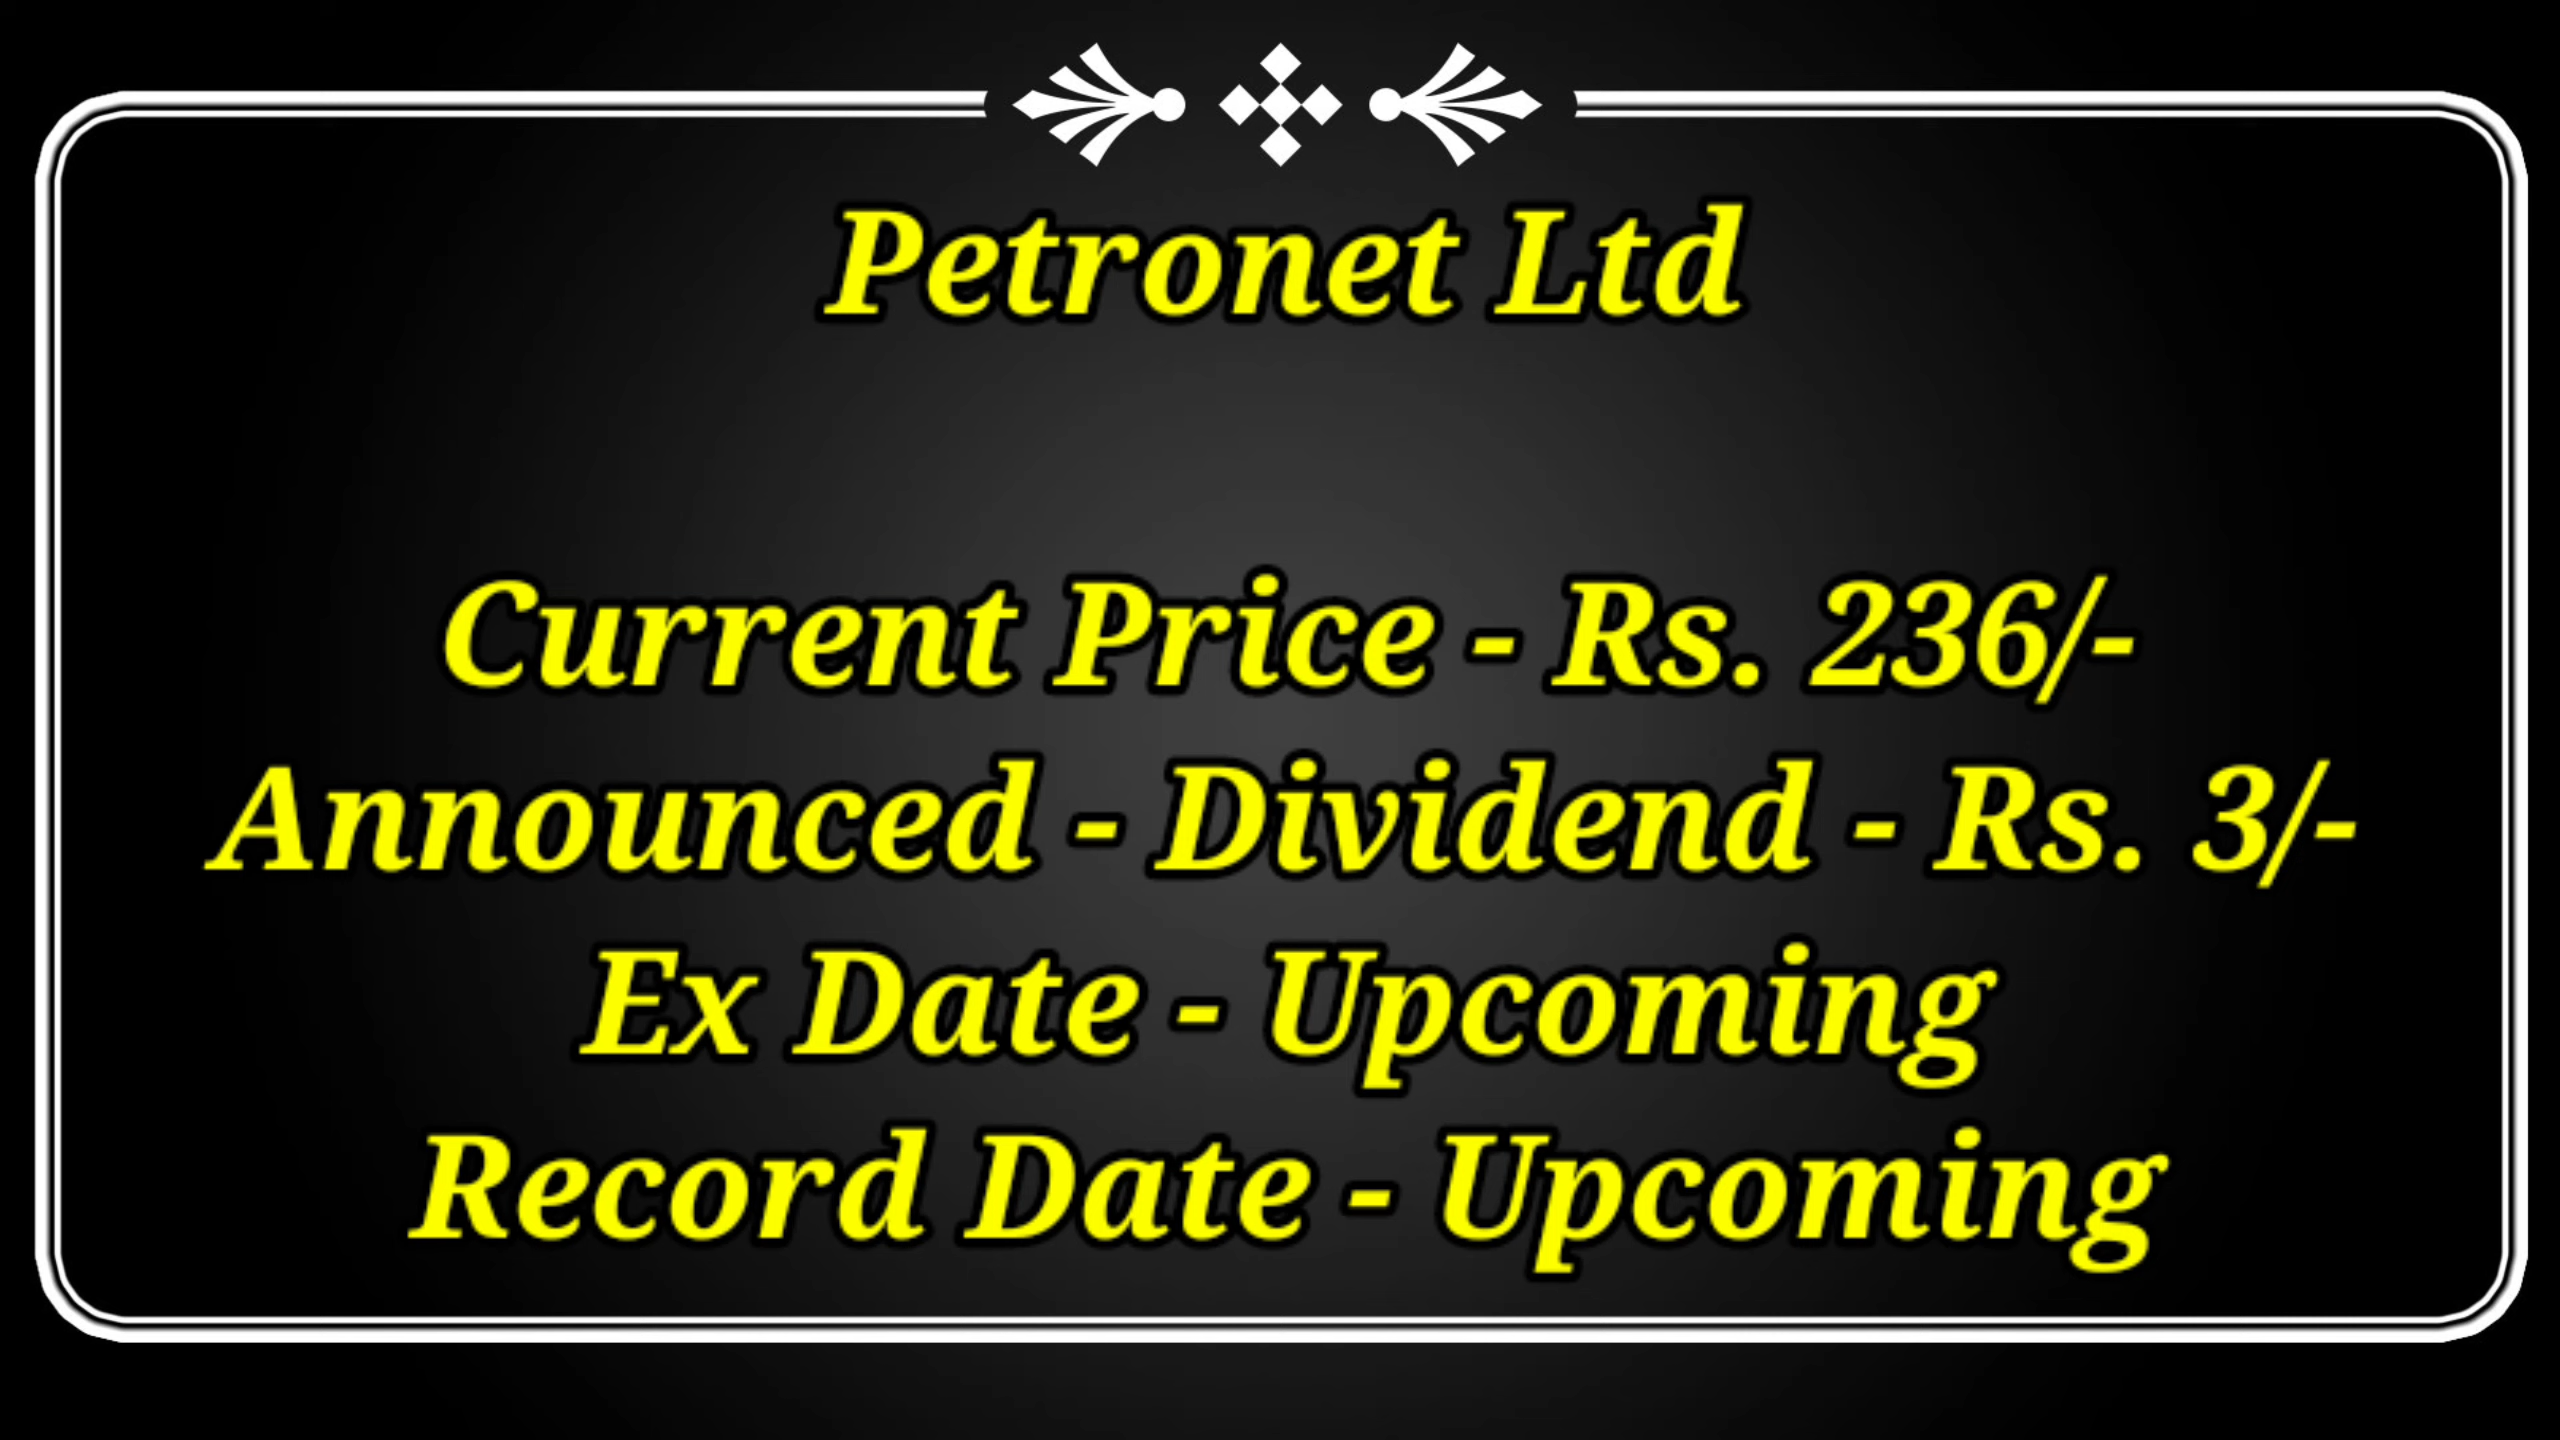 Petronet Ltd
Current Price - Rs. 236/-
Announced - Dividend - Rs. 3/-
Ex Date - Upcoming
Record Date - Upcoming